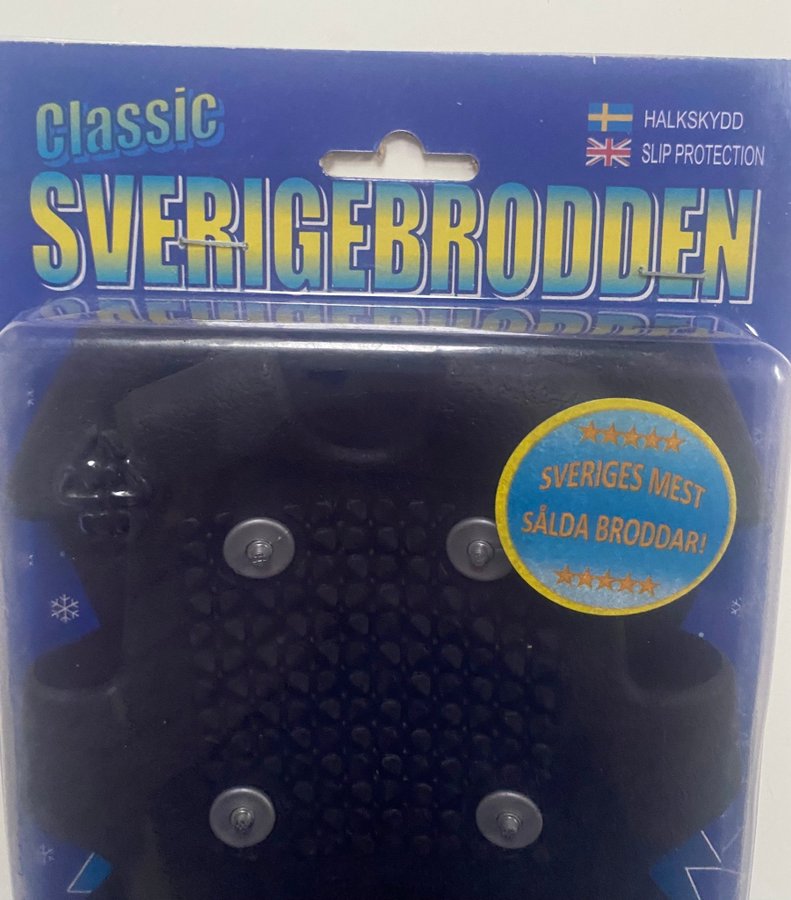 Classic
HALKSKYDD
SLIP PROTECTION
SVERIGEBRODDEN
★★★★★
SVERIGES MEST
SÅLDA BRODDAR!
★★★★★